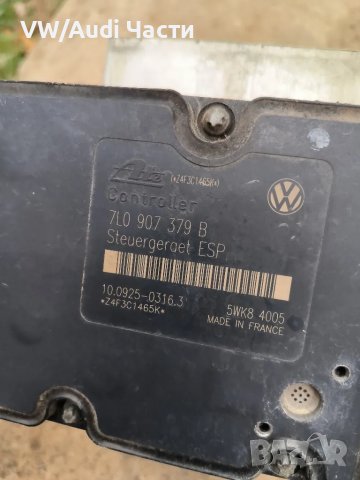 VW/Audi Части
Ate
(*Z4F3C1465K*)
Controller
7L0 907 379 B
Steuergeraet ESP
10.0925-0316.3
*Z4F3C1465K*
5WK8 4005
MADE IN FRANCE
BAZAR